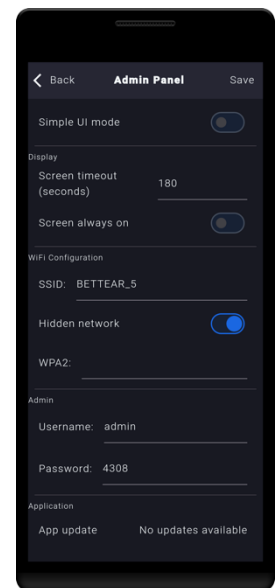 Back Admin Panel Save
Simple UI mode
Display
Screen timeout
(seconds)
180
Screen always on
WiFi Configuration
SSID: BETTEAR_5
Hidden network
WPA2:
Admin
Username: admin
Password: 4308
Application
App update No updates available